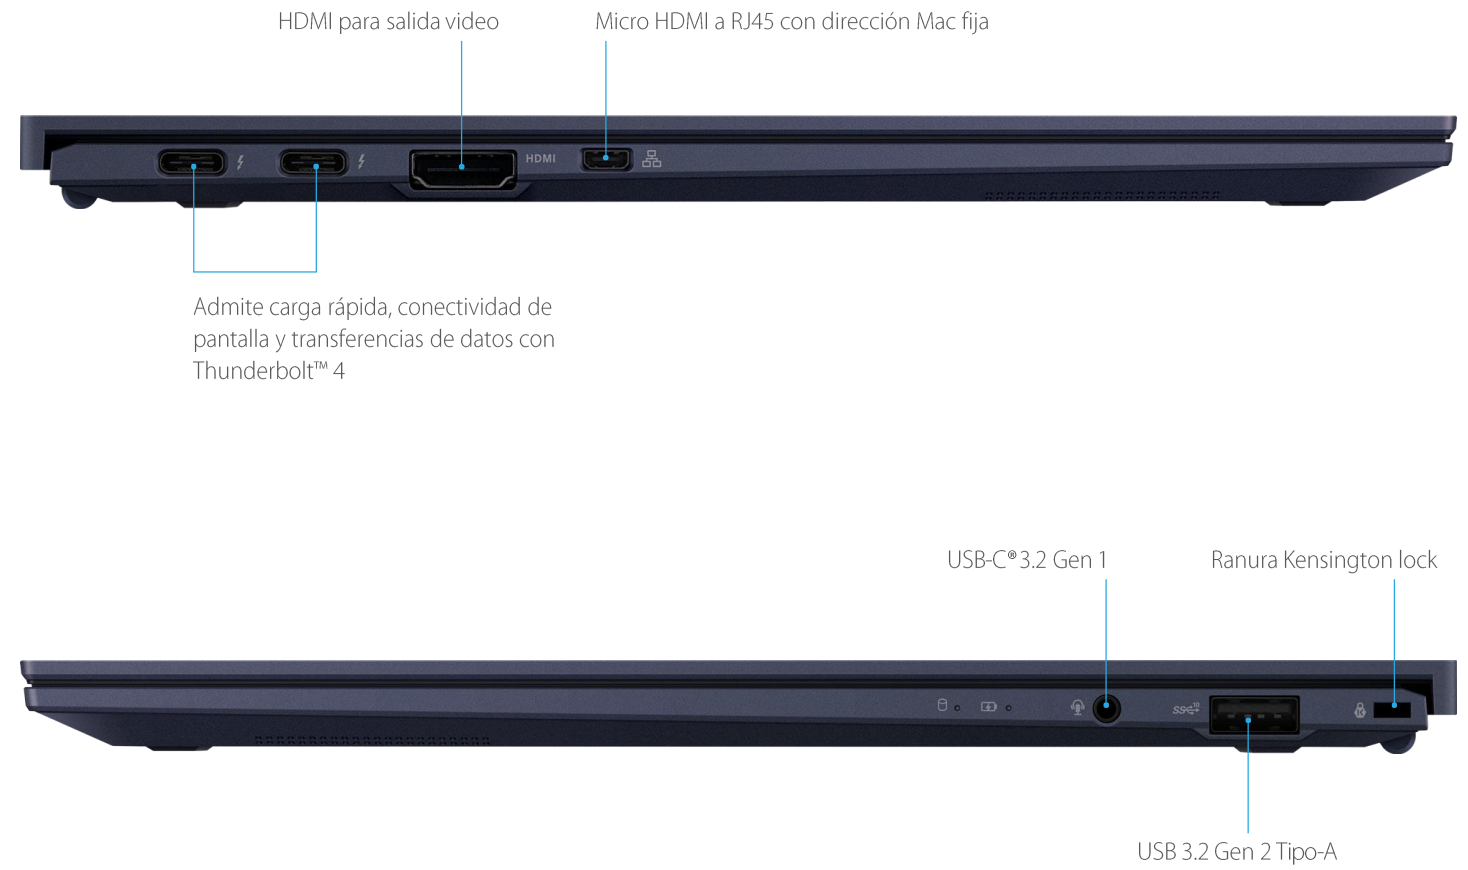 HDMI para salida video
Micro HDMI a RJ45 con dirección Mac fija
HDMI
Admite carga rápida, conectividad de
pantalla y transferencias de datos con
Thunderbolt™ 4
USB-C® 3.2 Gen 1
Ranura Kensington lock
SS 10
K
USB 3.2 Gen 2 Tipo-A